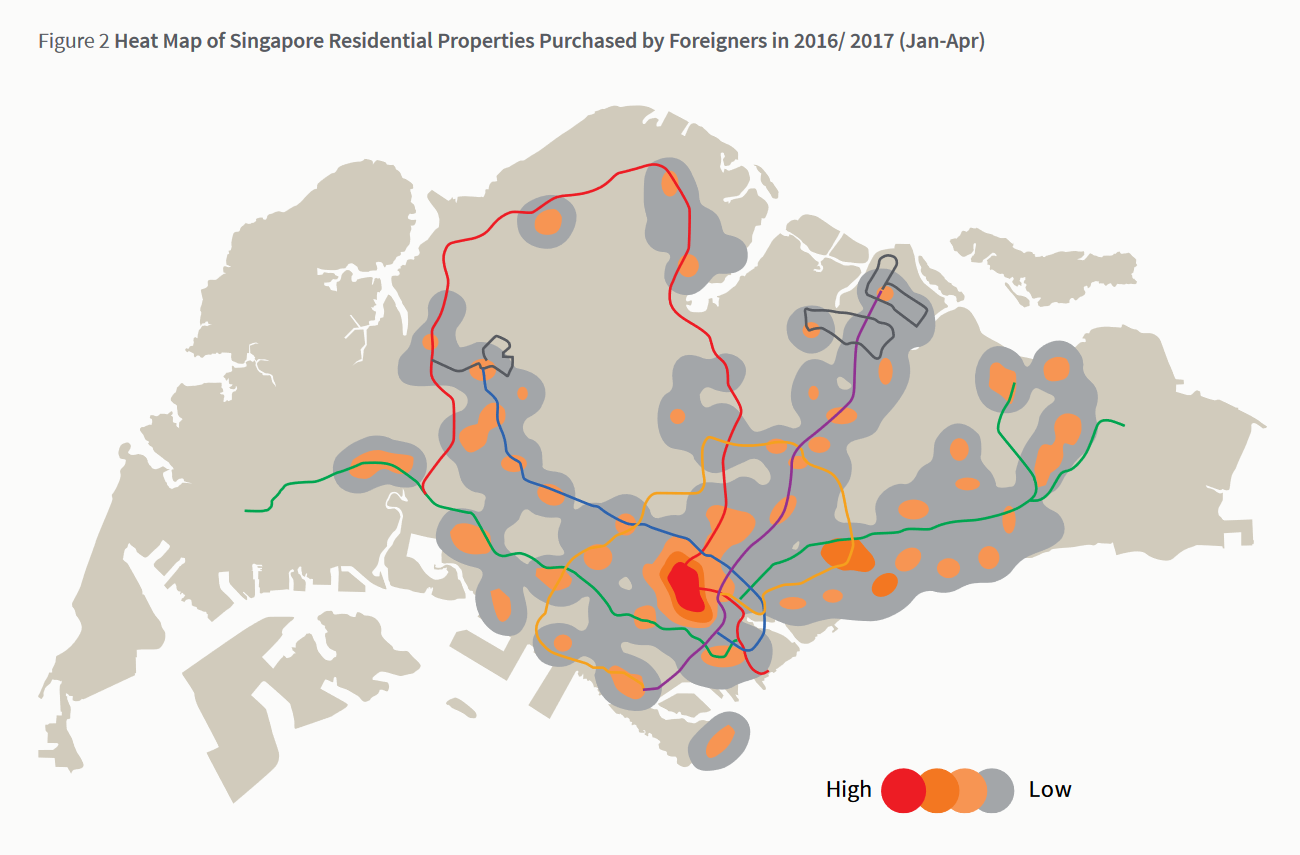 Figure 2 Heat Map of Singapore Residential Properties Purchased by Foreigners in 2016/ 2017 (Jan-Apr)
High Low